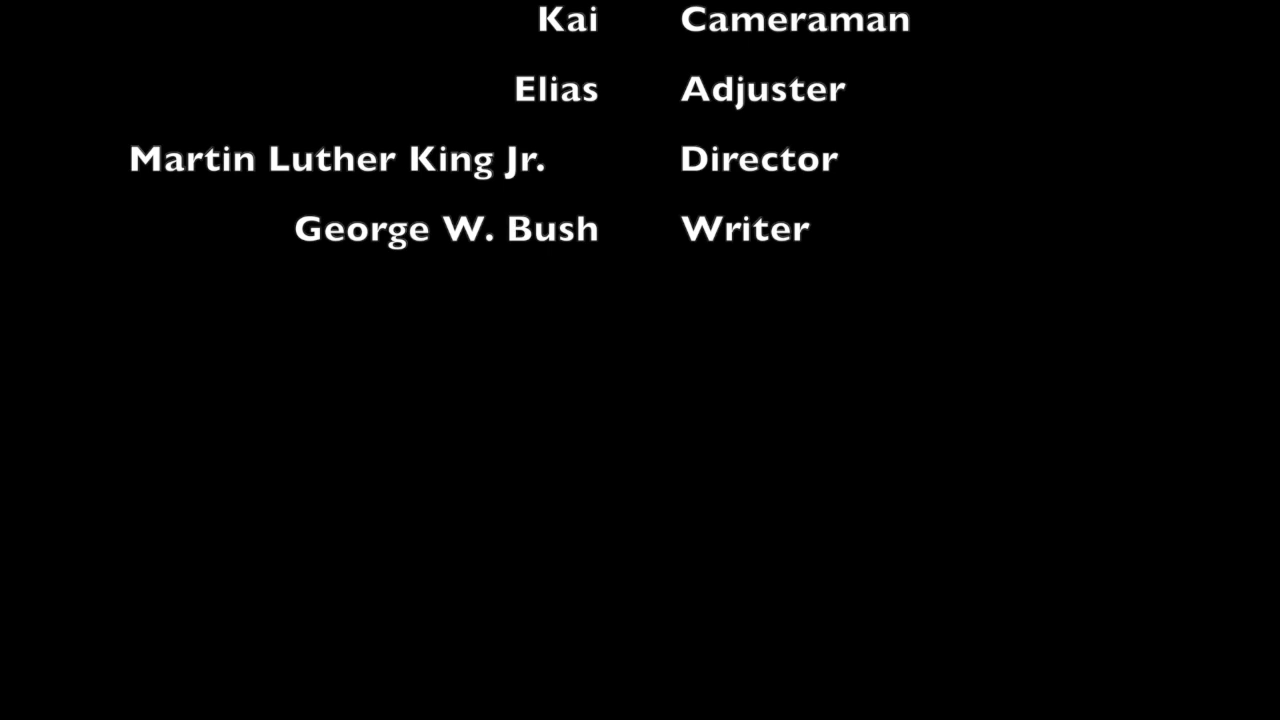 Kai Cameraman
Elias Adjuster
Martin Luther King Jr. Director
George W. Bush Writer